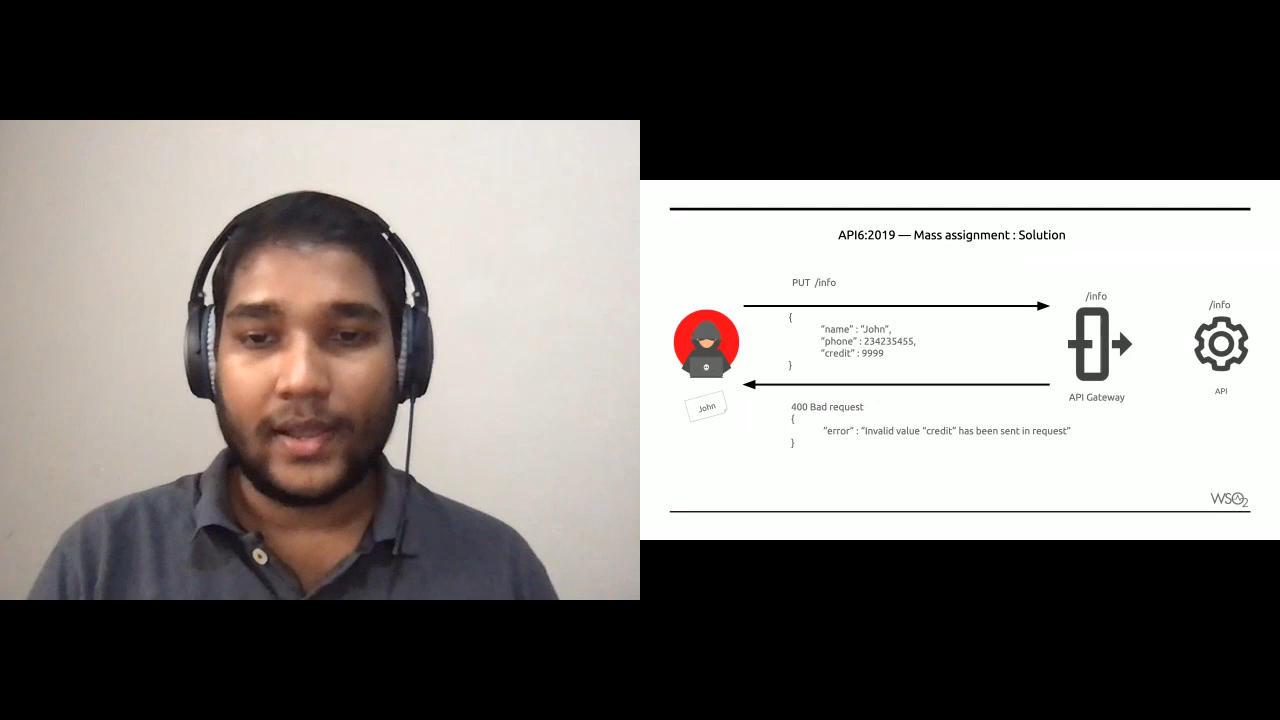 API6:2019 — Mass assignment : Solution
PUT /info
{
“name” : “John”,
“phone” : 234235455,
“credit” : 9999
}
/info
/info
API Gateway
API
John
400 Bad request
{
“error” : “Invalid value “credit” has been sent in request”
}
WSO2